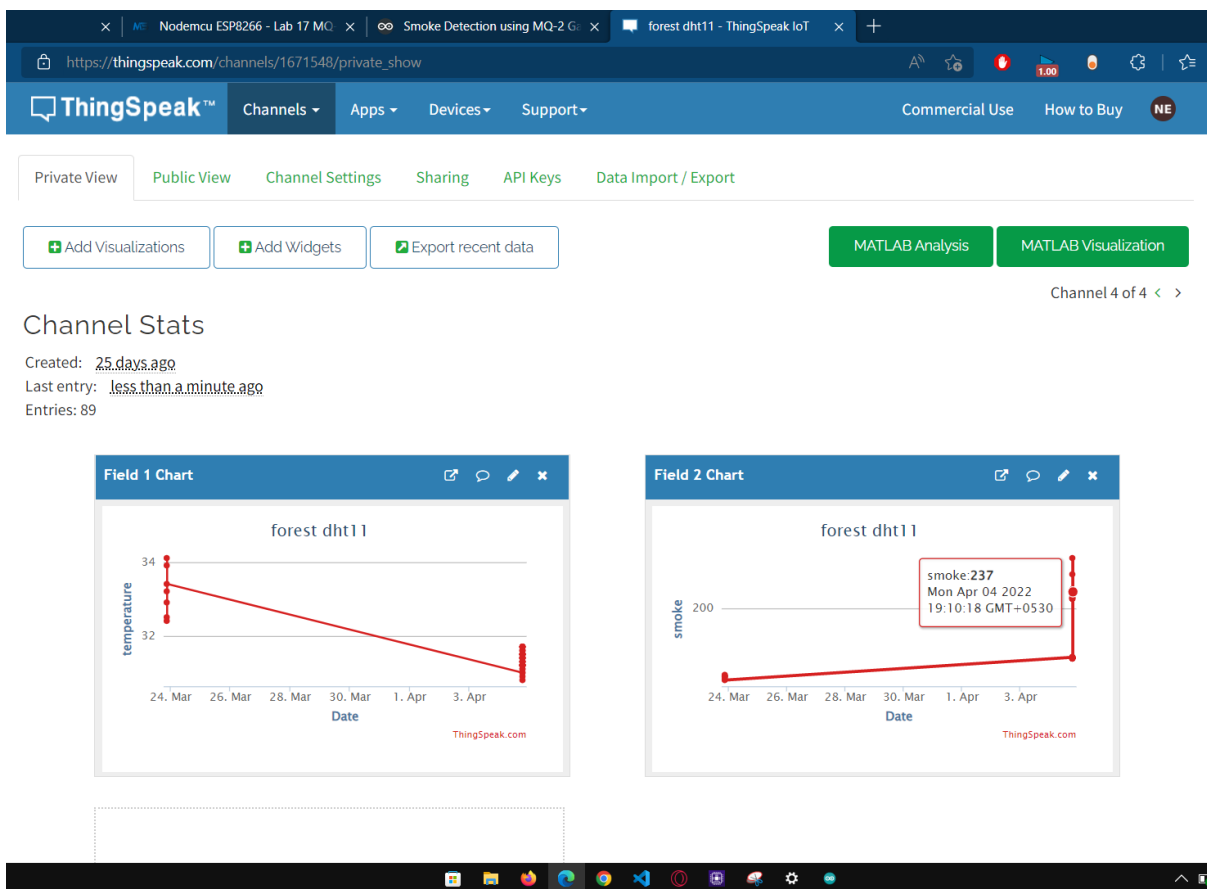 Nodemcu ESP8266 - Lab 17 MQ
Smoke Detection using MQ-2 Ga
forest dht11 - ThingSpeak IoT
https://thingspeak.com/channels/1671548/private_show
1.00
ThingSpeak™
Channels
Apps
Devices
Support
Commercial Use
How to Buy
NE
Private View
Public View
Channel Settings
Sharing
API Keys
Data Import / Export
Add Visualizations
Add Widgets
Export recent data
MATLAB Analysis
MATLAB Visualization
Channel 4 of 4 < >
Channel Stats
Created: 25 days ago
Last entry: less than a minute ago
Entries: 89
Field 1 Chart
forest dht11
34
32
temperature
24. Mar 26. Mar 28. Mar 30. Mar 1. Apr 3. Apr
Date
ThingSpeak.com
Field 2 Chart
forest dht11
smoke:237
Mon Apr 04 2022
19:10:18 GMT+0530
200
smoke
24. Mar 26. Mar 28. Mar 30. Mar 1. Apr 3. Apr
Date
ThingSpeak.com